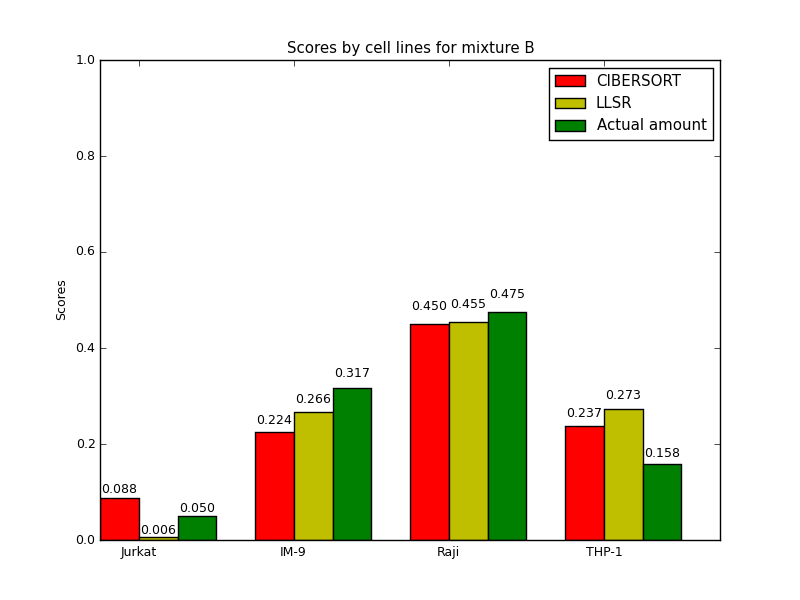 Scores by cell lines for mixture B
CIBERSORT
LLSR
Actual amount
Scores
1.0
0.8
0.6
0.4
0.2
0.0
0.088
0.006
0.050
0.224
0.266
0.317
0.450
0.455
0.475
0.237
0.273
0.158
Jurkat
IM-9
Raji
THP-1